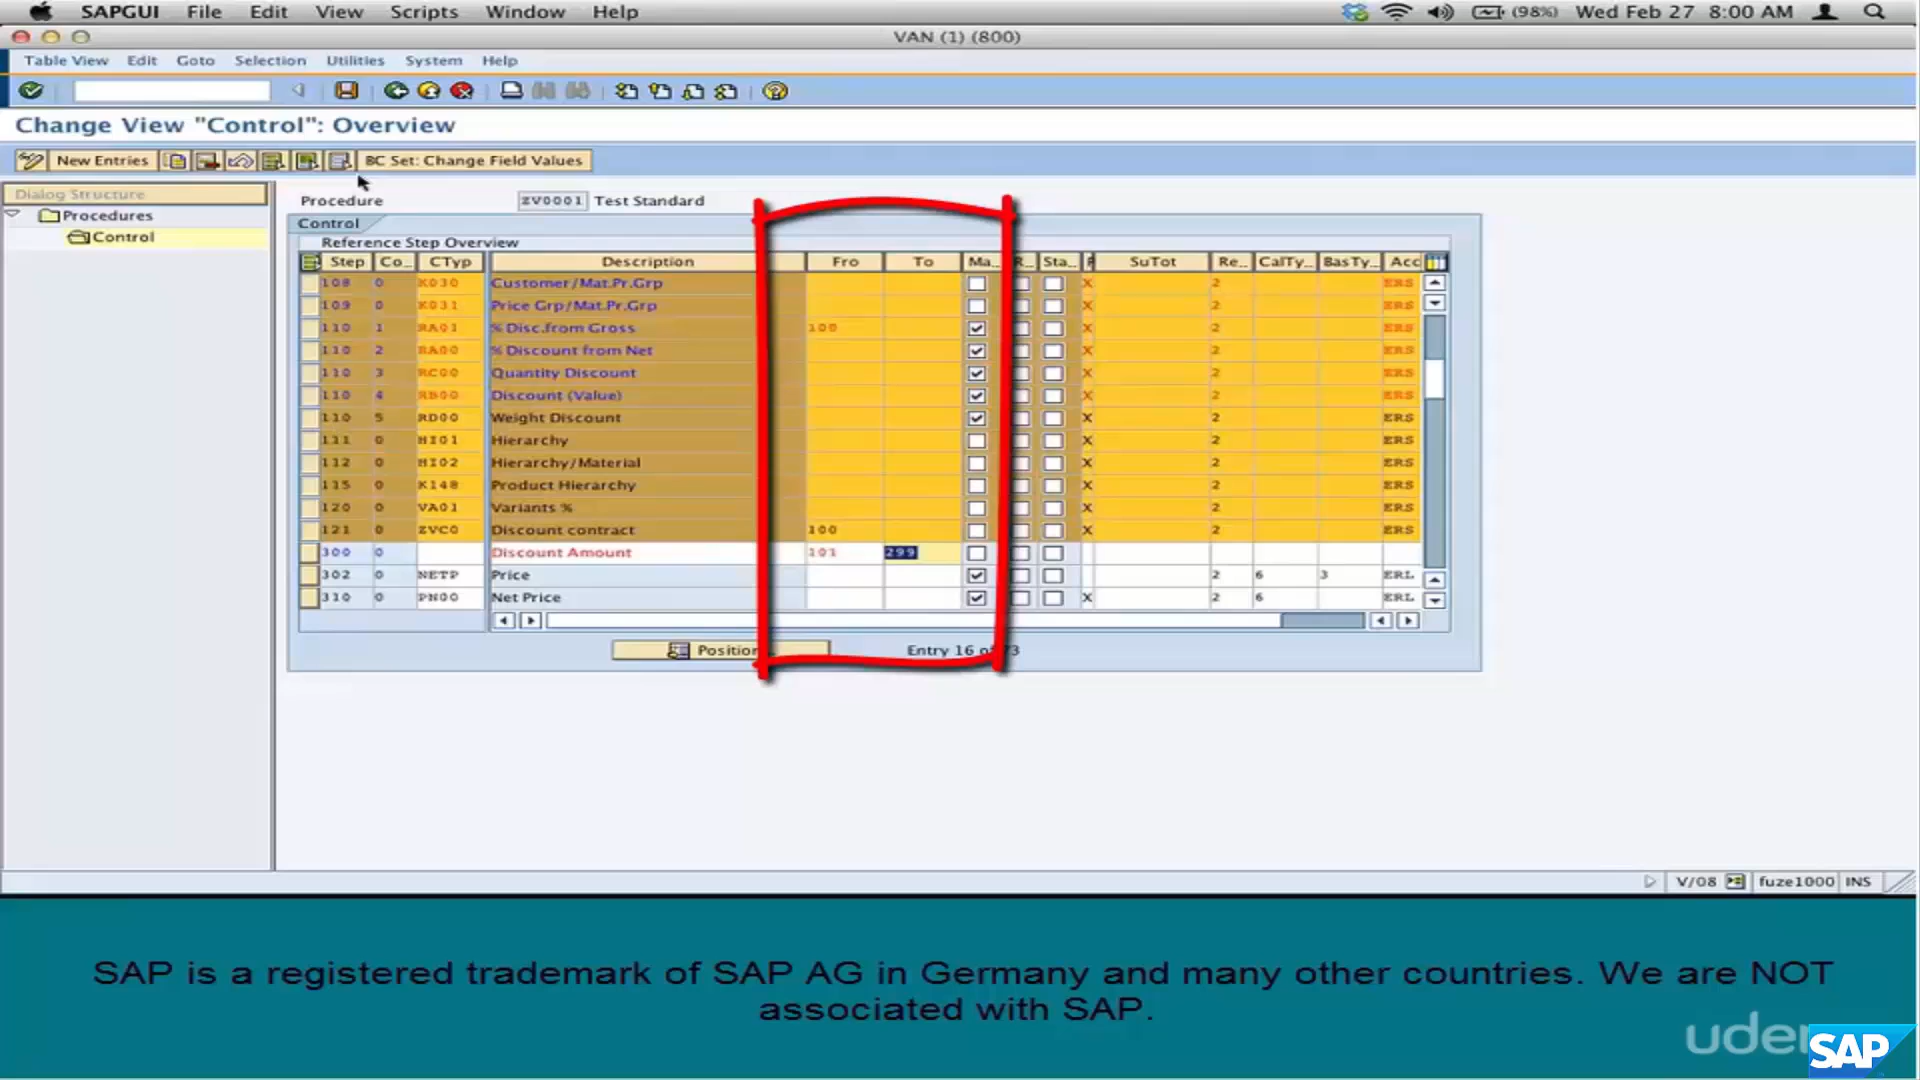 SAPGUI File Edit View Scripts Window Help (98%) Wed Feb 27 8:00 AM
VAN (1) (800)
Table View Edit Goto Selection Utilities System Help
Change View "Control": Overview
New Entries BC Set: Change Field Values
Dialog Structure
Procedures
Control
Procedure ZV0001 Test Standard
Control
Reference Step Overview
Step Co... CTyp Description Fro To Ma... R... Sta... SuTot Re... CalTy... BasTy... Acc
108 0 K030 Customer/Mat.Pr.Grp X 2 ERS
109 0 K031 Price Grp/Mat.Pr.Grp X 2 ERS
110 1 RA01 % Disc.from Gross 100 X 2 ERS
110 2 RA00 % Discount from Net X 2 ERS
110 3 RC00 Quantity Discount X 2 ERS
110 4 RB00 Discount (Value) X 2 ERS
110 5 RD00 Weight Discount X 2 ERS
111 0 HI01 Hierarchy X 2 ERS
112 0 HI02 Hierarchy/Material X 2 ERS
115 0 K148 Product Hierarchy X 2 ERS
120 0 VA01 Variants % X 2 ERS
121 0 ZVC0 Discount contract 100 X 2 ERS
300 0 Discount Amount 101 299
302 0 NETP Price 2 6 3 ERL
310 0 PN00 Net Price X 2 6 ERL
Position Entry 16 of 73
V/08 fuze1000 INS
SAP is a registered trademark of SAP AG in Germany and many other countries. We are NOT
associated with SAP.
SAP